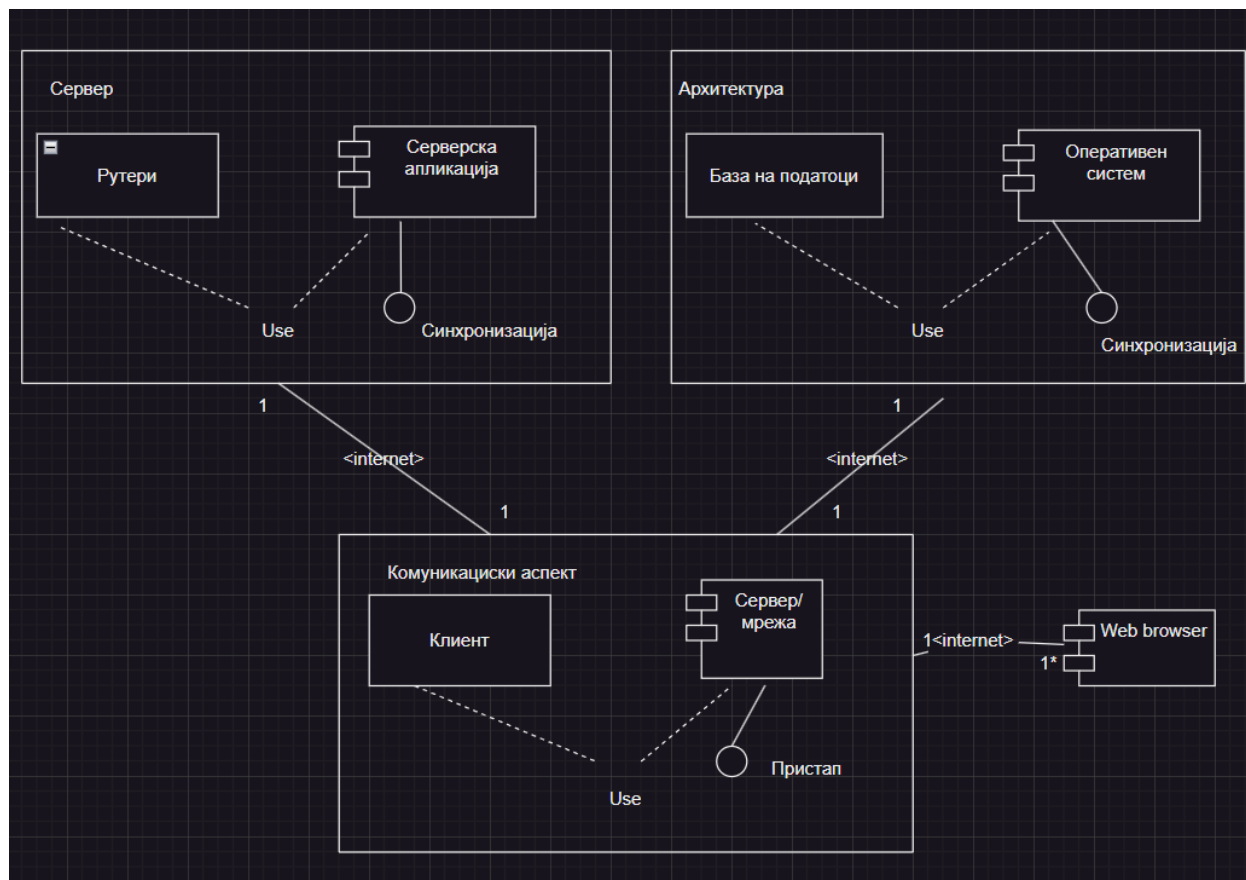 Сервер
Рутери
Серверска
апликација
Use
Синхронизација
Архитектура
База на податоци
Оперативен
систем
Use
Синхронизација
1
<internet>
1
1
<internet>
1
Комуникациски аспект
Клиент
Сервер/
мрежа
Use
Пристап
1<internet>
1*
Web browser